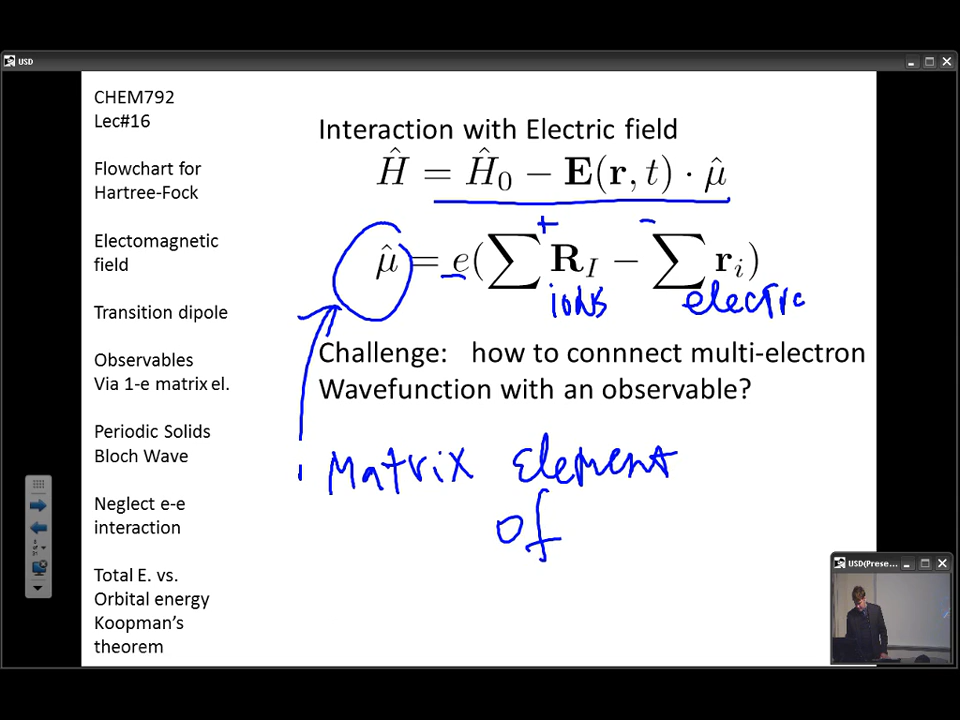 USD
CHEM792
Lec#16
Flowchart for
Hartree-Fock
Electomagnetic
field
Transition dipole
Observables
Via 1-e matrix el.
Periodic Solids
Bloch Wave
Neglect e-e
interaction
Total E. vs.
Orbital energy
Koopman's
theorem
Interaction with Electric field
Ĥ = Ĥ₀ − E(r, t) · μ̂
+ −
μ̂ = e(∑ R_I − ∑ r_i)
ions electro
Challenge: how to connnect multi-electron
Wavefunction with an observable?
Matrix Element
of
USD(Prese...